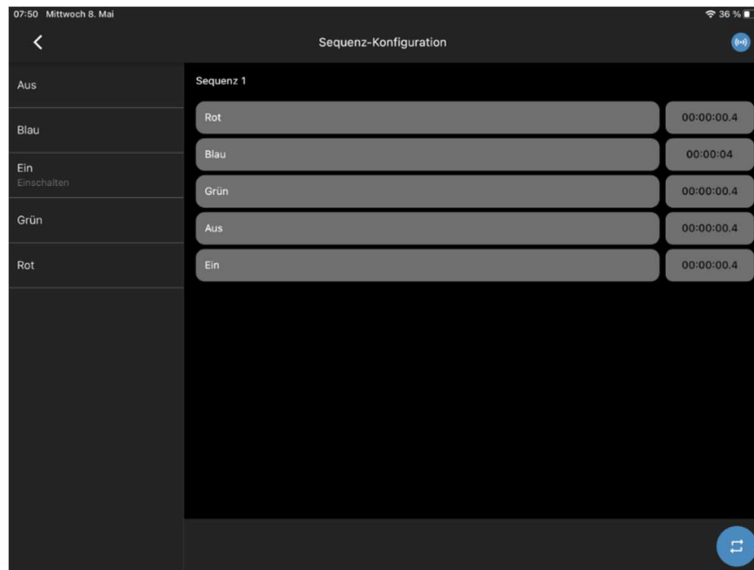 07:50 Mittwoch 8. Mai 36 %
Sequenz-Konfiguration
Aus
Blau
Ein
Einschalten
Grün
Rot
Sequenz 1
Rot 00:00:00.4
Blau 00:00:04
Grün 00:00:00.4
Aus 00:00:00.4
Ein 00:00:00.4